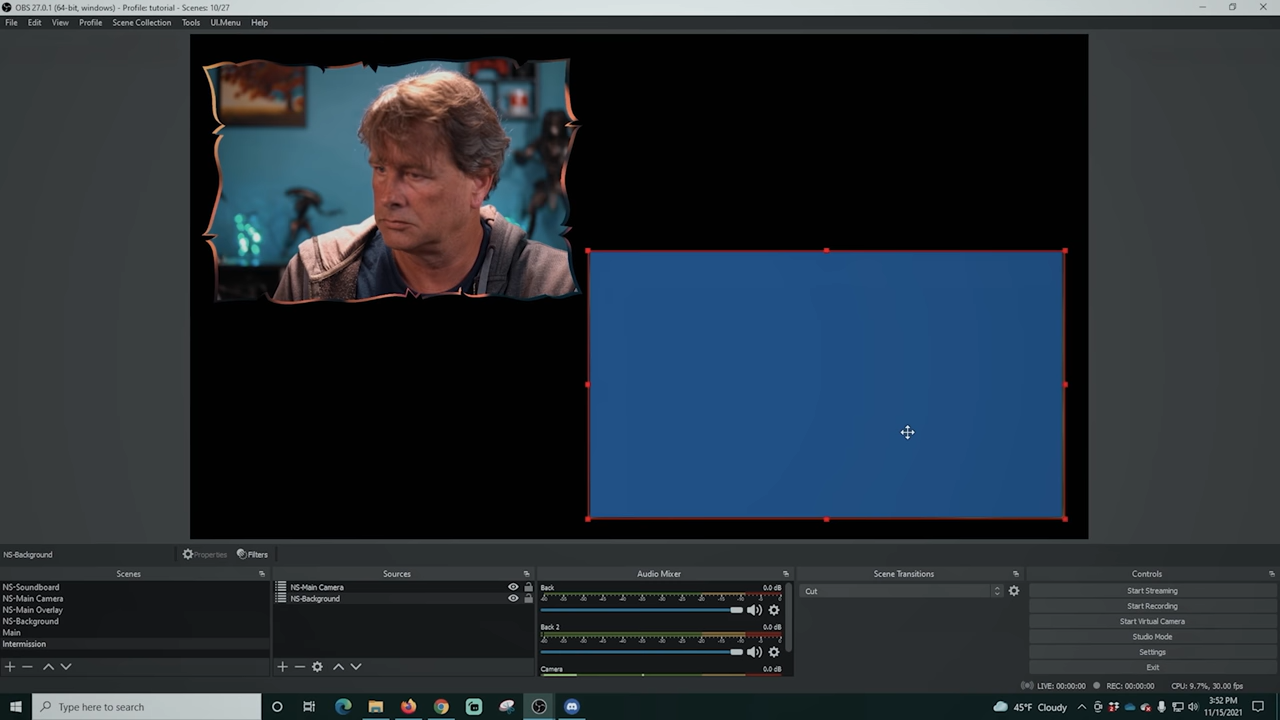 OBS 27.0.1 (64-bit, windows) - Profile: tutorial - Scenes: 10/27
File Edit View Profile Scene Collection Tools UI.Menu Help
NS-Background Properties Filters
Scenes Sources Audio Mixer Scene Transitions Controls
NS-Soundboard
NS-Main Camera
NS-Main Overlay
NS-Background
Main
Intermission
NS-Main Camera
NS-Background
Back 0.0 dB
Back 2 0.0 dB
Camera 0.0 dB
Cut
Start Streaming
Start Recording
Start Virtual Camera
Studio Mode
Settings
Exit
LIVE: 00:00:00 REC: 00:00:00 CPU: 9.7%, 30.00 fps
Type here to search
45°F Cloudy
3:52 PM
11/15/2021